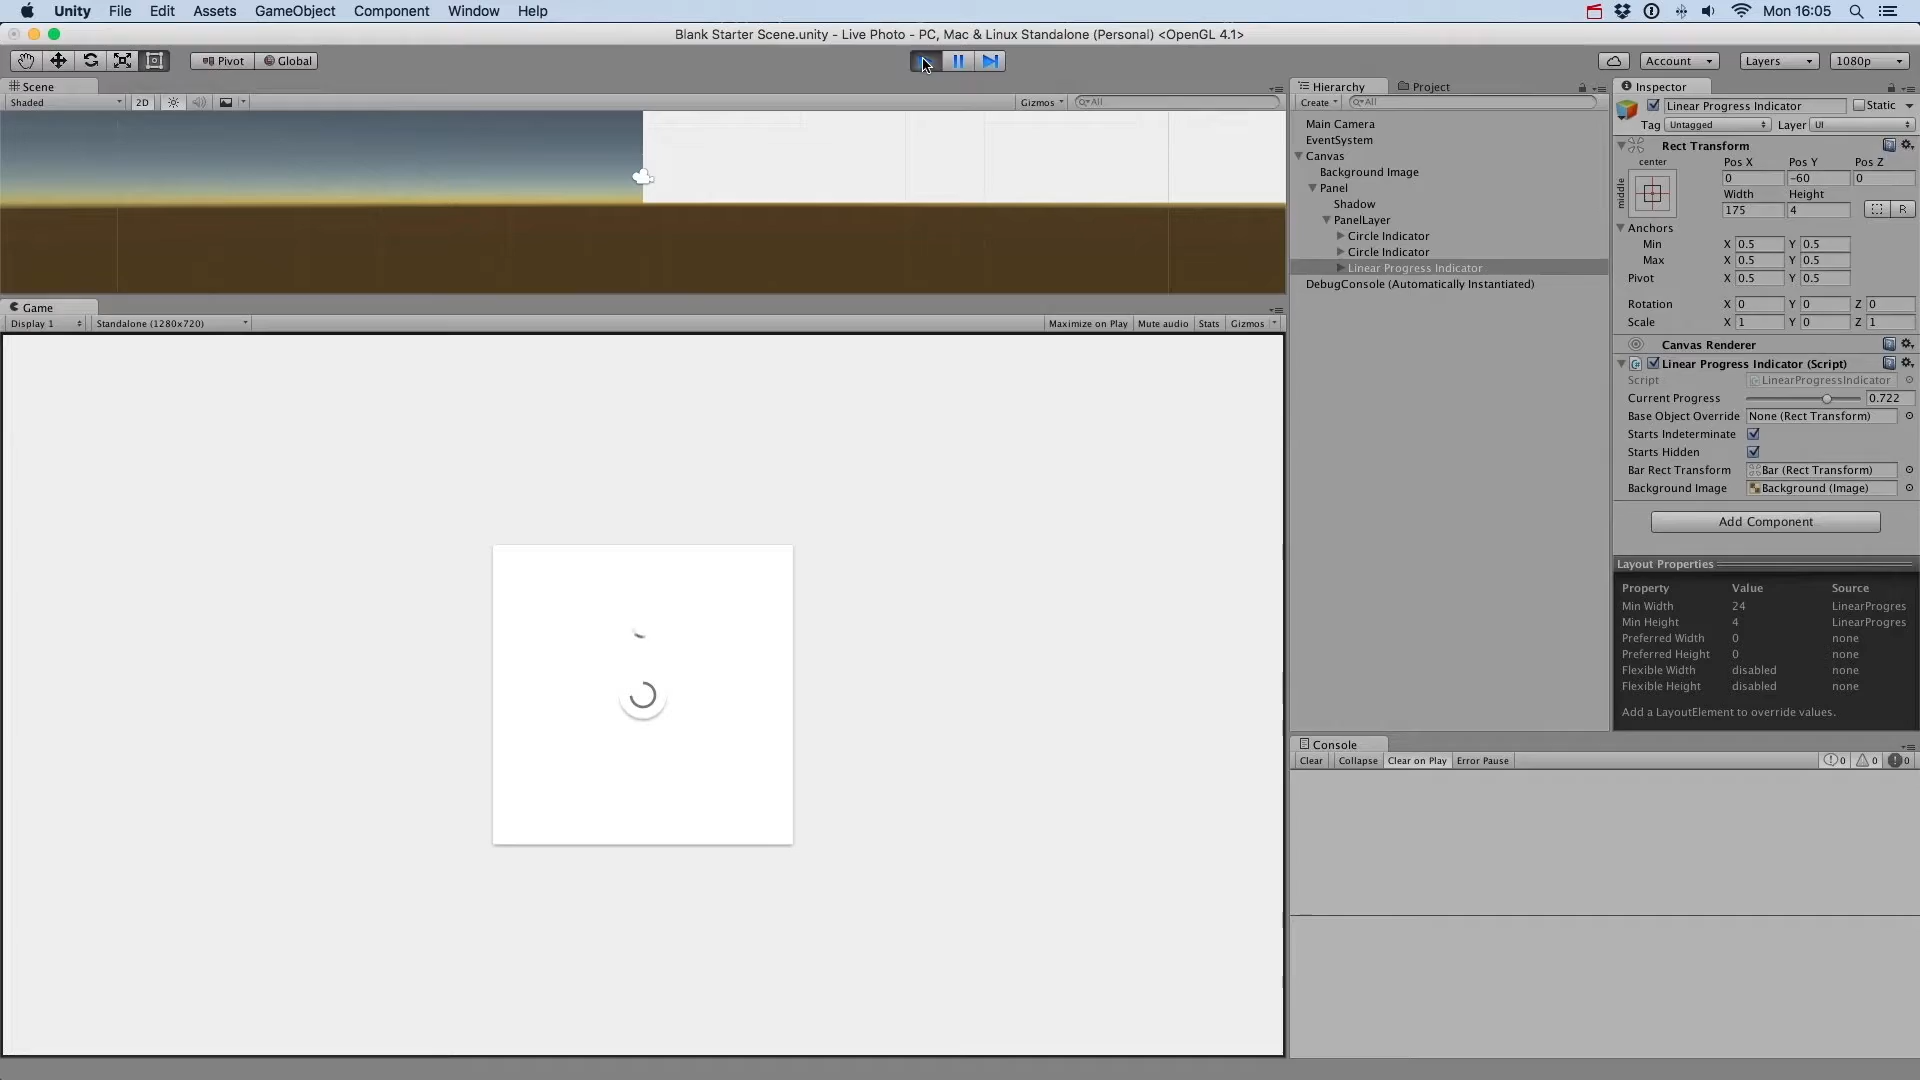 Unity File Edit Assets GameObject Component Window Help Mon 16:05
Blank Starter Scene.unity - Live Photo - PC, Mac & Linux Standalone (Personal) <OpenGL 4.1>
Pivot Global Account Layers 1080p
Scene
Shaded 2D Gizmos All
Game
Display 1 Standalone (1280x720) Maximize on Play Mute audio Stats Gizmos
Hierarchy Project
Create All
Main Camera
EventSystem
Canvas
Background Image
Panel
Shadow
PanelLayer
Circle Indicator
Circle Indicator
Linear Progress Indicator
DebugConsole (Automatically Instantiated)
Console
Clear Collapse Clear on Play Error Pause 0 0 0
Inspector
Linear Progress Indicator Static
Tag Untagged Layer UI
Rect Transform
center Pos X Pos Y Pos Z
middle 0 -60 0
Width Height
175 4 R
Anchors
Min X 0.5 Y 0.5
Max X 0.5 Y 0.5
Pivot X 0.5 Y 0.5
Rotation X 0 Y 0 Z 0
Scale X 1 Y 0 Z 1
Canvas Renderer
Linear Progress Indicator (Script)
Script LinearProgressIndicator
Current Progress 0.722
Base Object Override None (Rect Transform)
Starts Indeterminate
Starts Hidden
Bar Rect Transform Bar (Rect Transform)
Background Image Background (Image)
Add Component
Layout Properties
Property Value Source
Min Width 24 LinearProgres
Min Height 4 LinearProgres
Preferred Width 0 none
Preferred Height 0 none
Flexible Width disabled none
Flexible Height disabled none
Add a LayoutElement to override values.